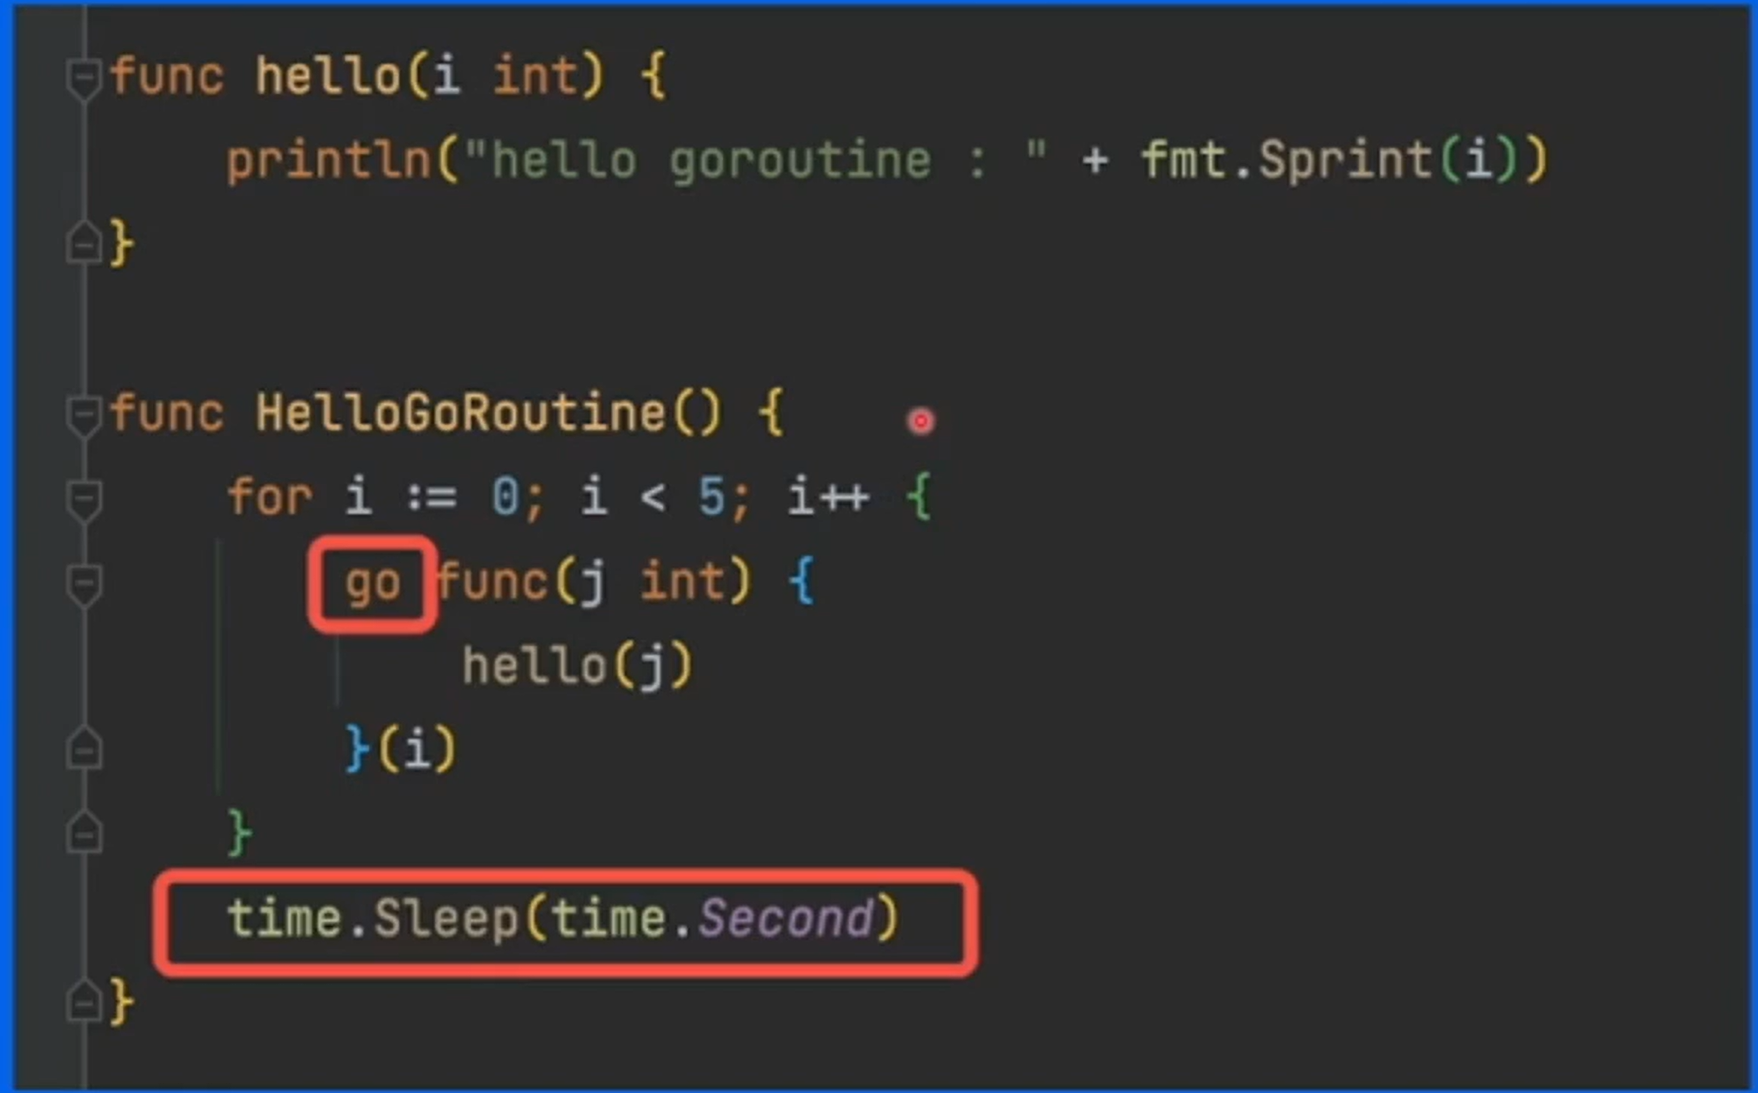 func hello(i int) {
    println("hello goroutine : " + fmt.Sprint(i))
}
func HelloGoRoutine() {
    for i := 0; i < 5; i++ {
        go func(j int) {
            hello(j)
        }(i)
    }
    time.Sleep(time.Second)
}